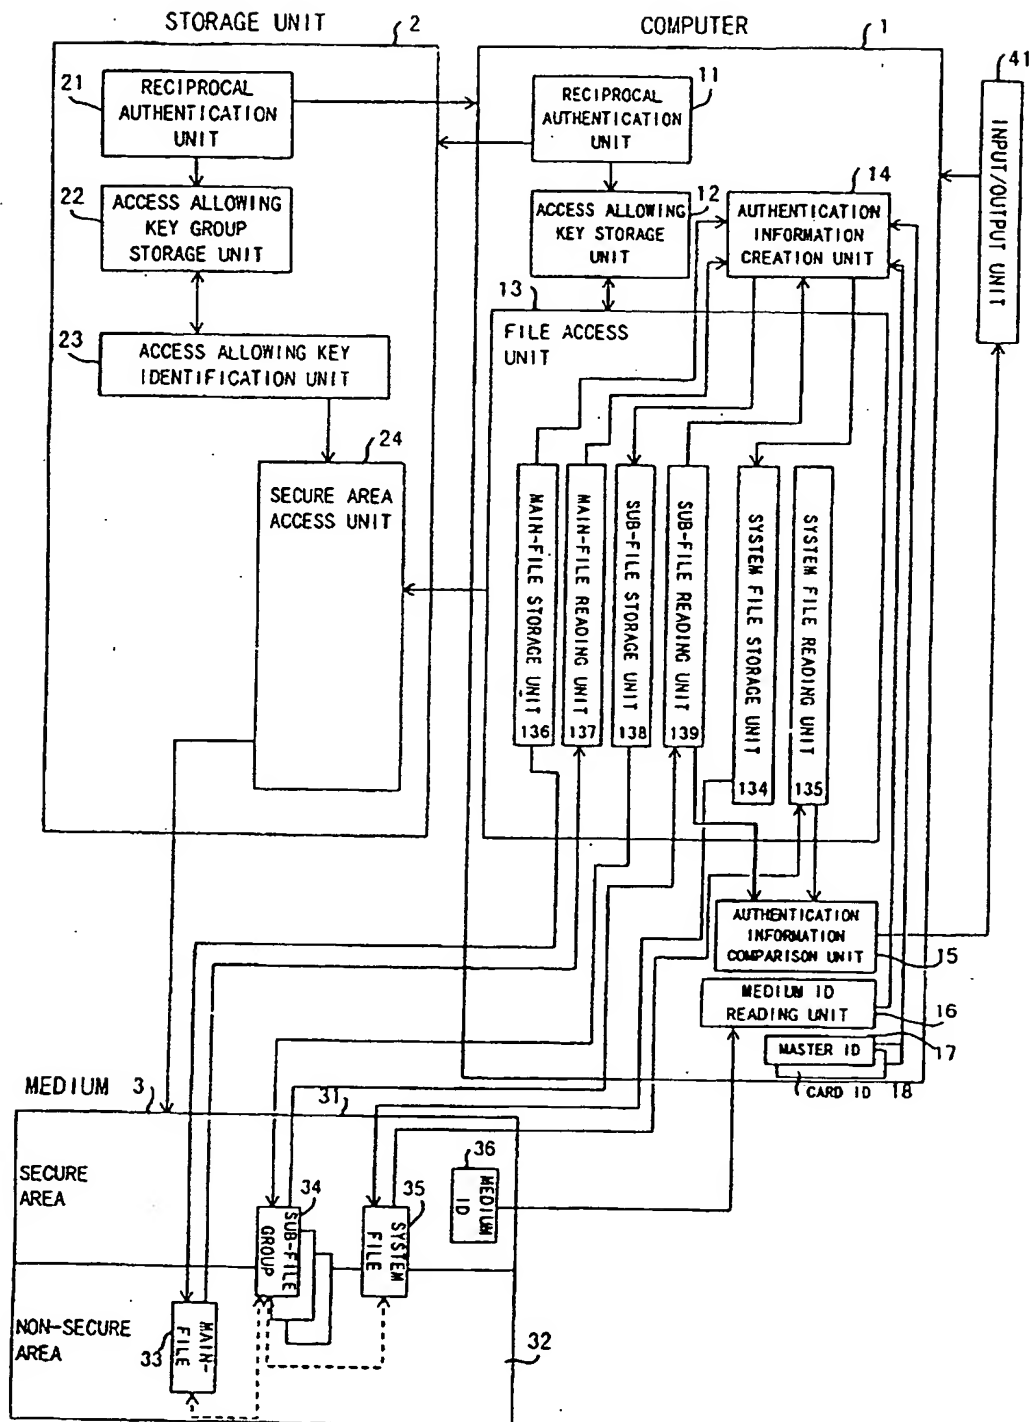 STORAGE UNIT
2
COMPUTER
1
41
21
RECIPROCAL
AUTHENTICATION
UNIT
11
RECIPROCAL
AUTHENTICATION
UNIT
INPUT/OUTPUT UNIT
22
ACCESS ALLOWING
KEY GROUP
STORAGE UNIT
12
ACCESS ALLOWING
KEY STORAGE
UNIT
14
AUTHENTICATION
INFORMATION
CREATION UNIT
13
FILE ACCESS
UNIT
23
ACCESS ALLOWING KEY
IDENTIFICATION UNIT
24
SECURE AREA
ACCESS UNIT
MAIN-FILE STORAGE UNIT
136
MAIN-FILE READING UNIT
137
SUB-FILE STORAGE UNIT
138
SUB-FILE READING UNIT
139
SYSTEM FILE STORAGE UNIT
134
SYSTEM FILE READING UNIT
135
AUTHENTICATION
INFORMATION
COMPARISON UNIT
15
MEDIUM ID
READING UNIT
16
MASTER ID
17
CARD ID
18
MEDIUM
3
31
SECURE
AREA
34
SUB-FILE
GROUP
35
SYSTEM
FILE
36
MEDIUM
ID
NON-SECURE
AREA
33
MAIN-
FILE
32